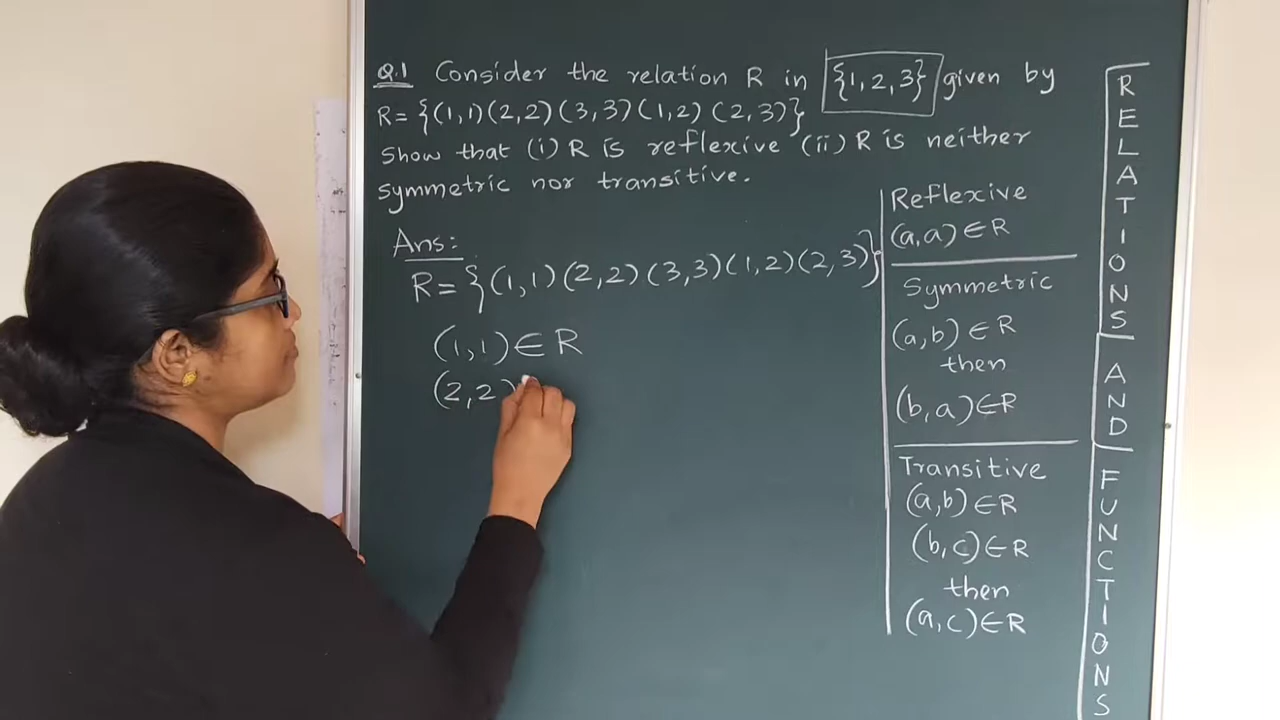 Q.1 Consider the relation R in {1,2,3} given by
R= {(1,1)(2,2)(3,3)(1,2) (2,3)}
Show that (i) R is reflexive (ii) R is neither
symmetric nor transitive.
Ans:
R= {(1,1)(2,2)(3,3)(1,2)(2,3)}
(1,1)∈R
(2,2)
Reflexive
(a,a)∈R
Symmetric
(a,b)∈R
then
(b,a)∈R
Transitive
(a,b)∈R
(b,c)∈R
then
(a,c)∈R
RELATIONS
AND
FUNCTIONS